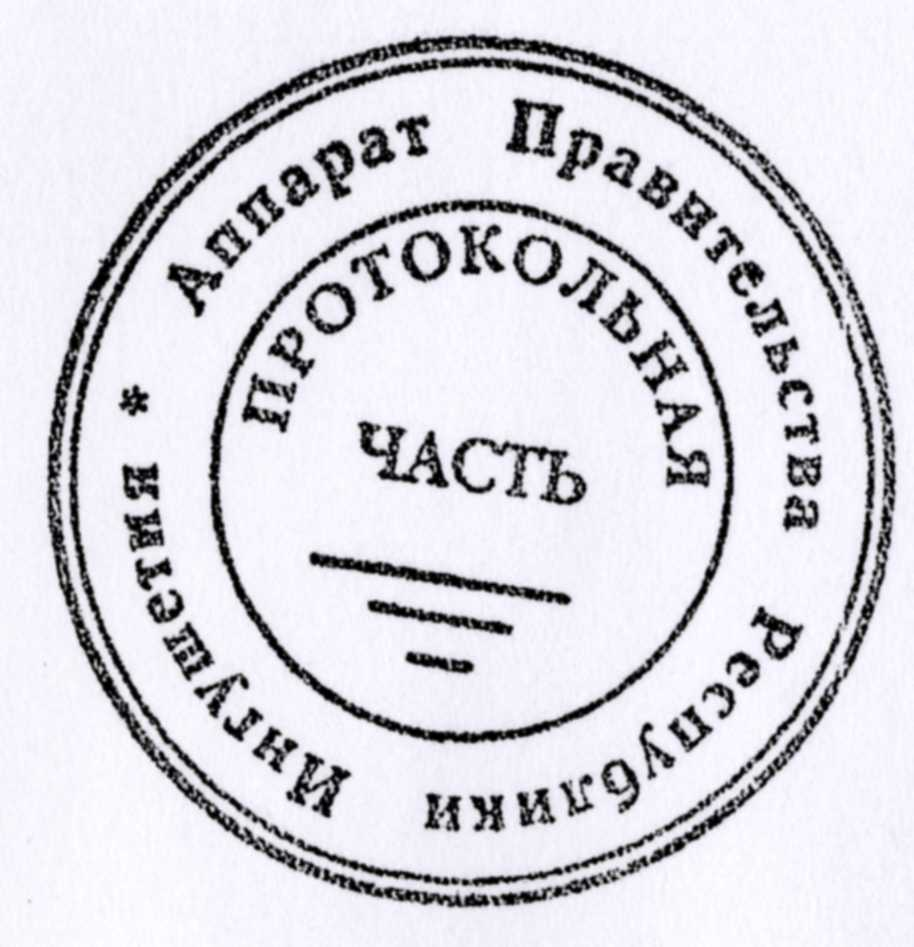 Аппарат Правительства Республики Ингушетия *
ПРОТОКОЛЬНАЯ
ЧАСТЬ